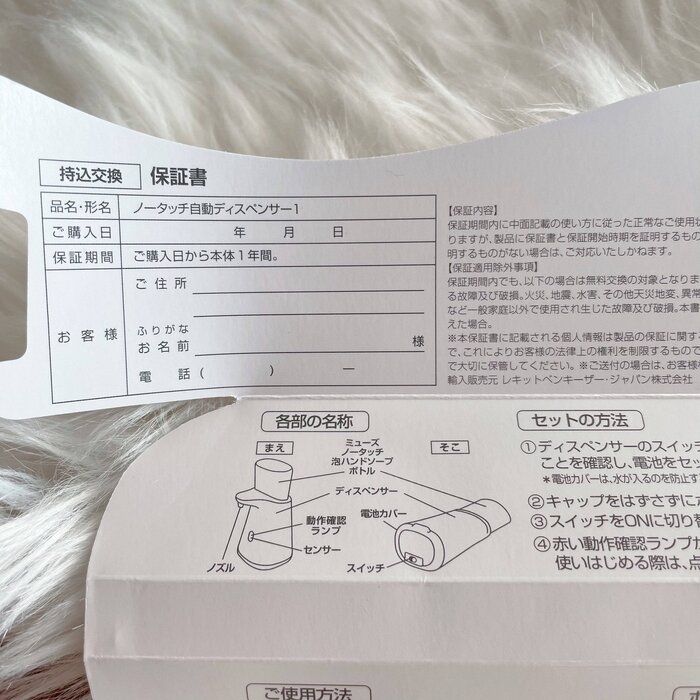 持込交換 保証書
品名・形名 ノータッチ自動ディスペンサー1
ご購入日 年 月 日
保証期間 ご購入日から本体1年間。
お客様
ご住所
ふりがな
お名前 様
電話 ( ) ー
【保証内容】
保証期間内に中面記載の使い方に従った正常なご使用状
りますが、製品に保証書と保証開始時期を証明するもの
明するものがない場合は、ご対応いたしかねます。
【保証適用除外事項】
保証期間内でも、以下の場合は無料交換の対象となりま
る故障及び破損。火災、地震、水害、その他天災地変、異常
など一般家庭以外で使用され生じた故障及び損傷。本書
えた場合。
※本保証書に記載される個人情報は製品の保証に関す
で、これによりお客様の法律上の権利を制限するもので
で大切に保管してください。※ご送付の場合は、お客様
輸入販売元 レキットベンキーザー・ジャパン株式会社
各部の名称
まえ
ミューズ
ノータッチ
泡ハンドソープ
ボトル
そこ
ディスペンサー
電池カバー
動作確認
ランプ
センサー
ノズル
スイッチ
セットの方法
①ディスペンサーのスイッチ
ことを確認し、電池をセッ
*電池カバーは、水が入るのを防止す
②キャップをはずさずに
③スイッチをONに切り替
④赤い動作確認ランプが
使いはじめる際は、点
ご使用方法